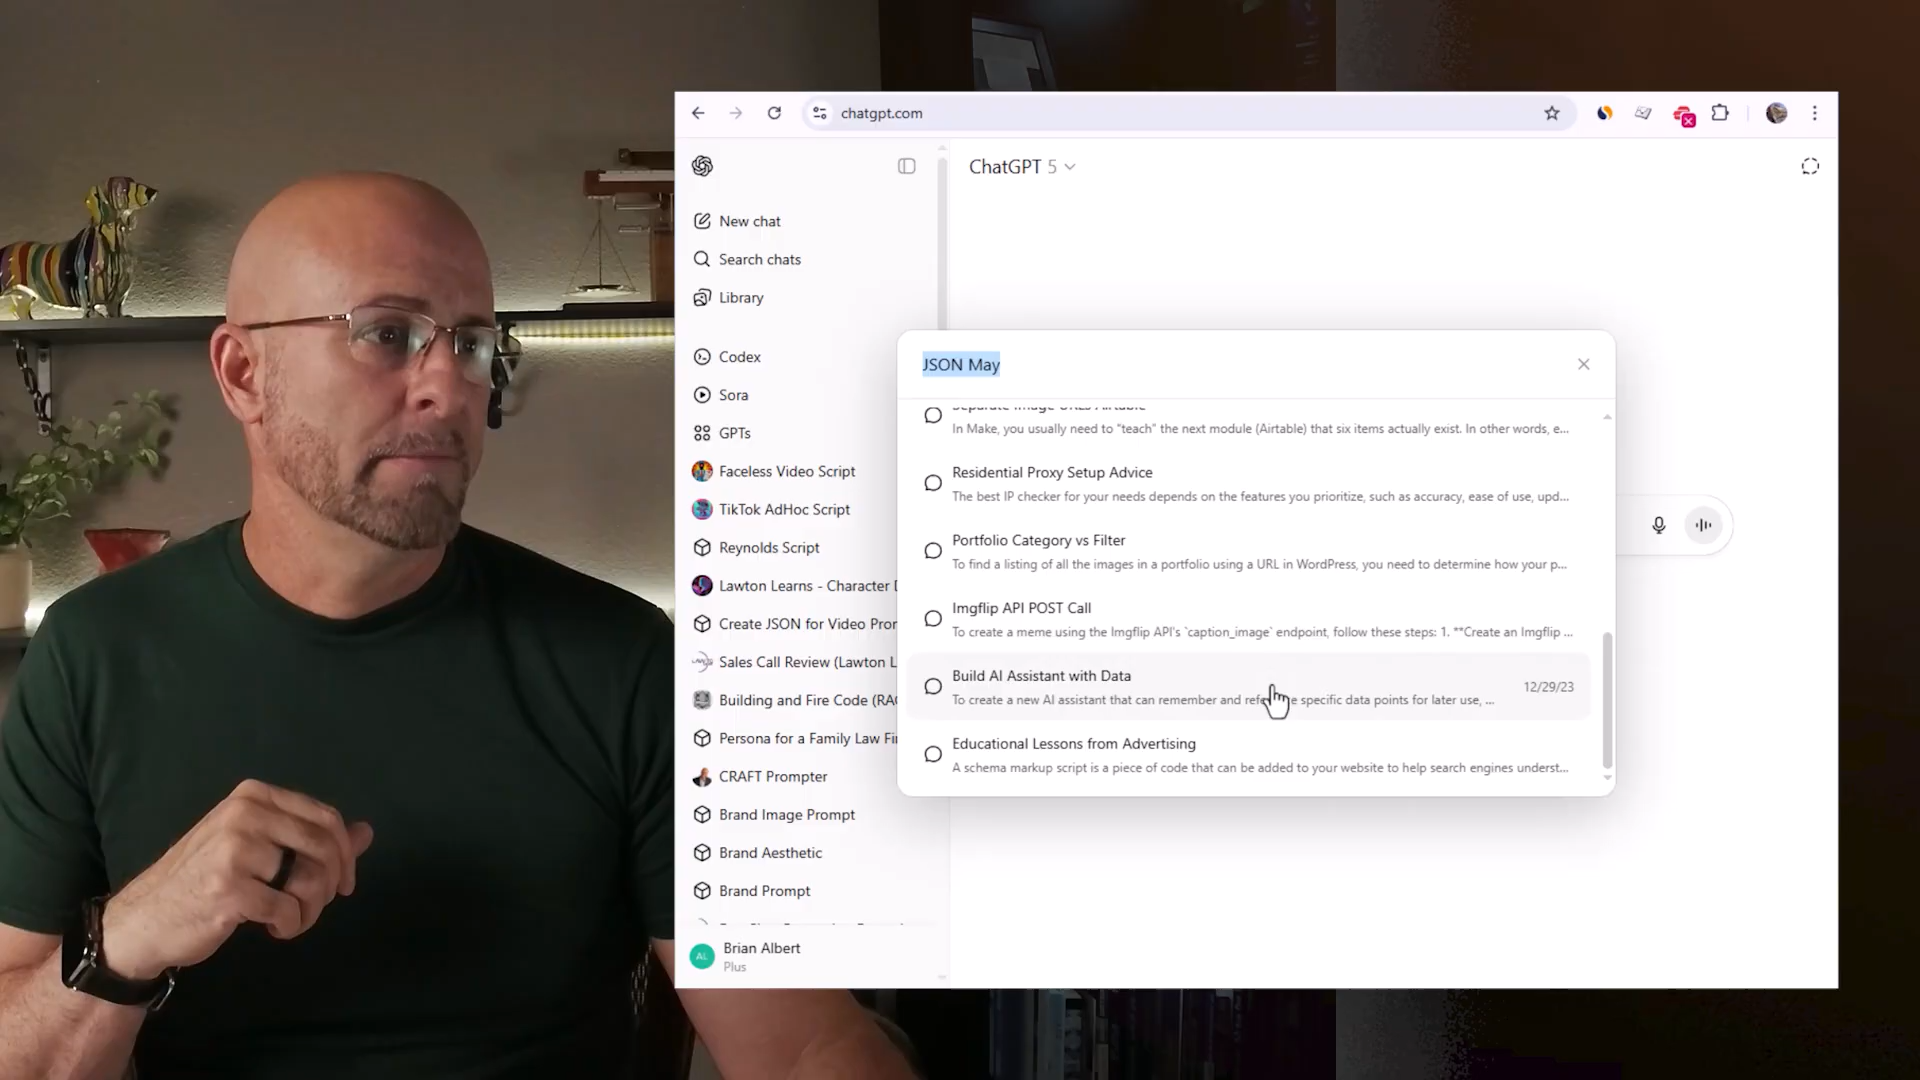 chatgpt.com
ChatGPT 5
New chat
Search chats
Library
Codex
Sora
GPTs
Faceless Video Script
TikTok AdHoc Script
Reynolds Script
Lawton Learns - Character
Create JSON for Video
Sales Call Review (Lawton
Building and Fire Code
Persona for a Family Law
CRAFT Prompter
Brand Image Prompt
Brand Aesthetic
Brand Prompt
AL
Brian Albert
Plus
JSON May
Separate Image URLs Airtable
In Make, you usually need to "teach" the next module (Airtable) that six items actually exist. In other words, e...
Residential Proxy Setup Advice
The best IP checker for your needs depends on the features you prioritize, such as accuracy, ease of use, upd...
Portfolio Category vs Filter
To find a listing of all the images in a portfolio using a URL in WordPress, you need to determine how your p...
Imgflip API POST Call
To create a meme using the Imgflip API's `caption_image` endpoint, follow these steps: 1. **Create an Imgflip ...
Build AI Assistant with Data
12/29/23
To create a new AI assistant that can remember and specific data points for later use, ...
Educational Lessons from Advertising
A schema markup script is a piece of code that can be added to your website to help search engines underst...